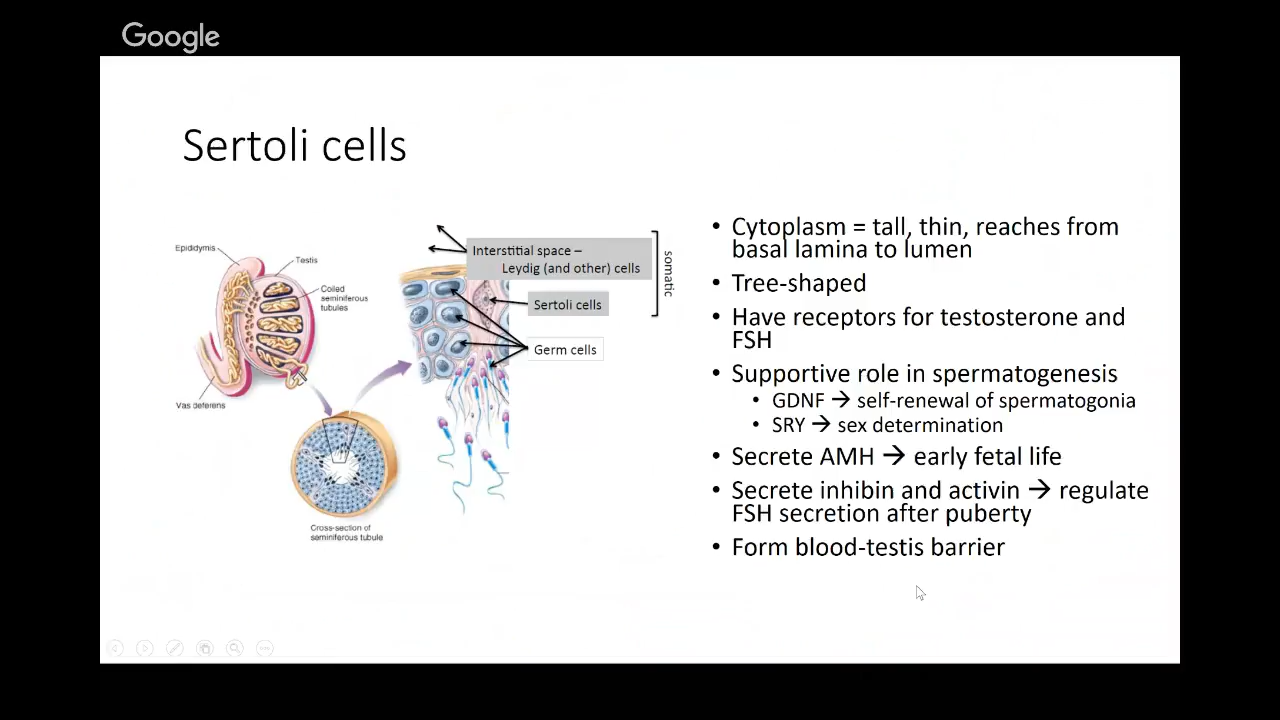 Google
Sertoli cells
Epididymis
Testis
Coiled
seminiferous
tubules
Vas deferens
Cross-section of
seminiferous tubule
Interstitial space –
Leydig (and other) cells
Sertoli cells
Germ cells
somatic
• Cytoplasm = tall, thin, reaches from
basal lamina to lumen
• Tree-shaped
• Have receptors for testosterone and
FSH
• Supportive role in spermatogenesis
• GDNF → self-renewal of spermatogonia
• SRY → sex determination
• Secrete AMH → early fetal life
• Secrete inhibin and activin → regulate
FSH secretion after puberty
• Form blood-testis barrier